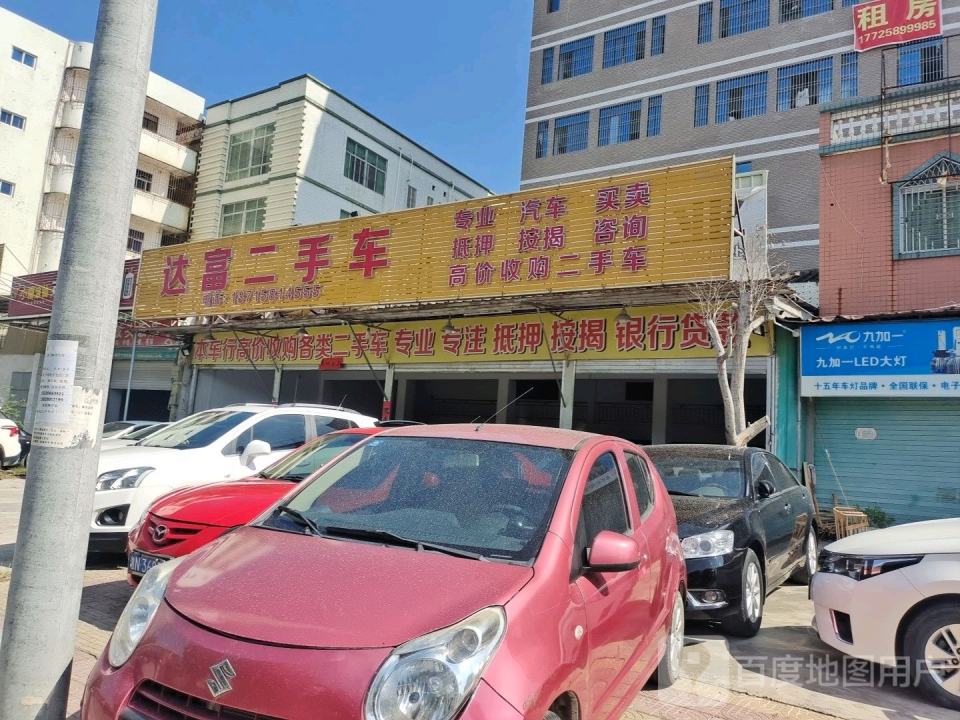 租房
17725899985
达富二手车
专业 汽车 买卖
抵押 按揭 咨询
高价收购二手车
本车行高价收购各类二手车 专业 专注 抵押 按揭 银行贷款
九加一
九加一LED大灯
十五年车灯品牌·全国联保·电子
百度地图用户